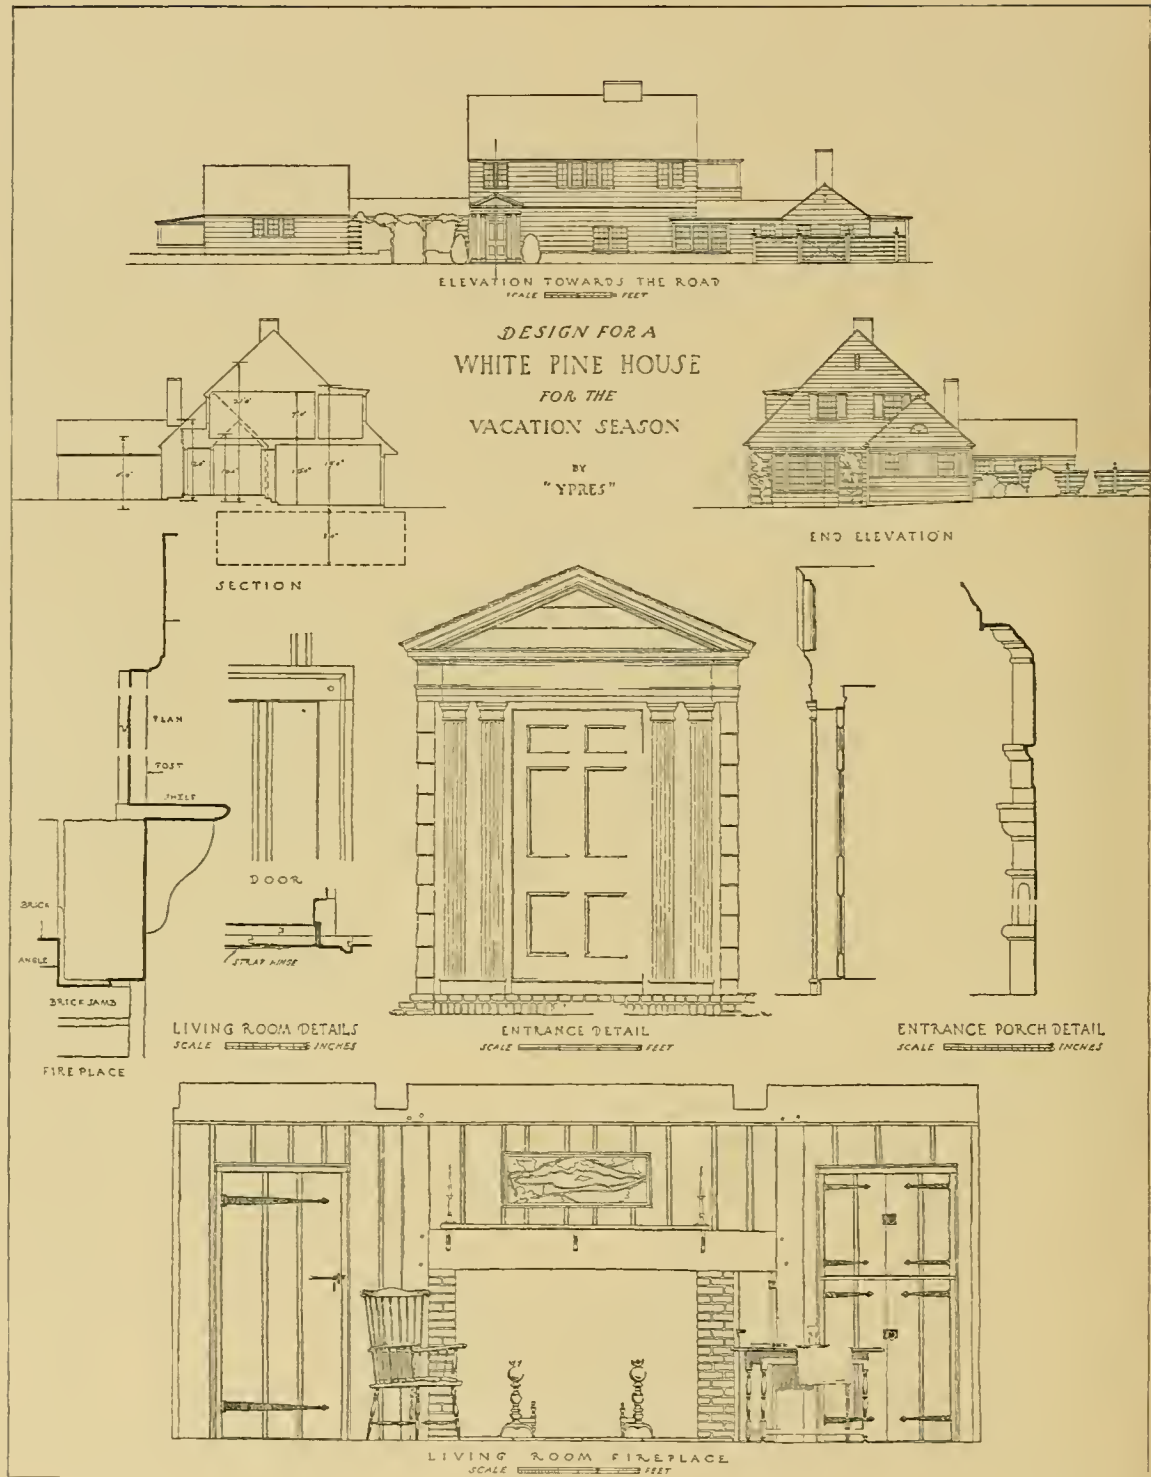 ELEVATION TOWARDS THE ROAD
SCALE FEET
DESIGN FOR A
WHITE PINE HOUSE
FOR THE
VACATION SEASON
BY
"YPRES"
SECTION
END ELEVATION
PLAN
POST
SHELF
BRICK
ANGLE
BRICK JAMB
FIREPLACE
DOOR
STRAP HINGE
LIVING ROOM DETAILS
SCALE INCHES
ENTRANCE DETAIL
SCALE FEET
ENTRANCE PORCH DETAIL
SCALE INCHES
LIVING ROOM FIREPLACE
SCALE FEET